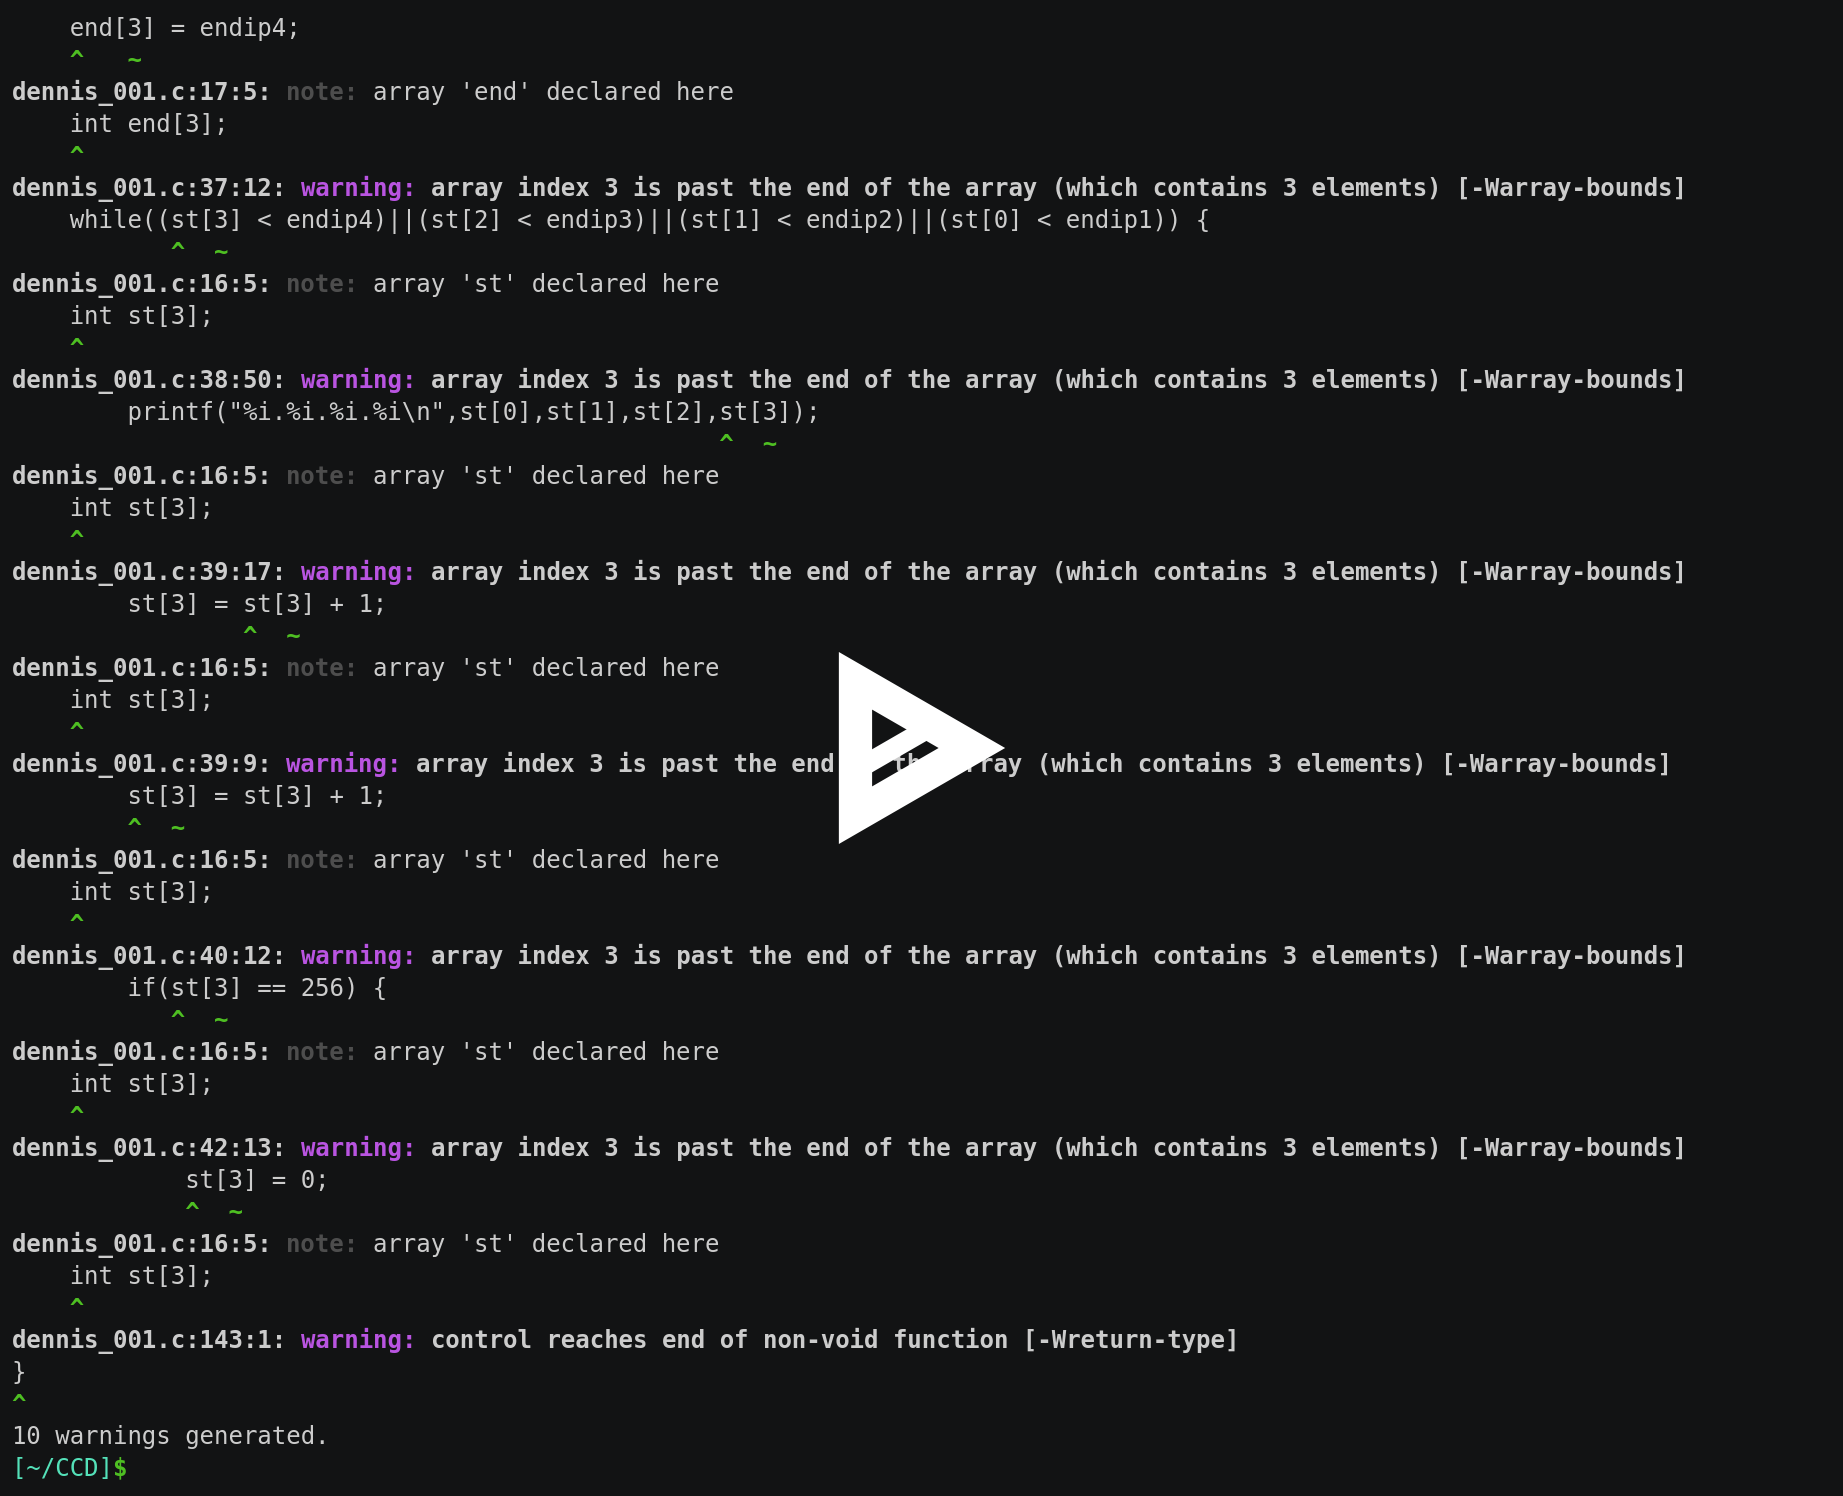 end[3] = endip4;
    ^   ~
dennis_001.c:17:5: note: array 'end' declared here
    int end[3];
    ^
dennis_001.c:37:12: warning: array index 3 is past the end of the array (which contains 3 elements) [-Warray-bounds]
    while((st[3] < endip4)||(st[2] < endip3)||(st[1] < endip2)||(st[0] < endip1)) {
           ^  ~
dennis_001.c:16:5: note: array 'st' declared here
    int st[3];
    ^
dennis_001.c:38:50: warning: array index 3 is past the end of the array (which contains 3 elements) [-Warray-bounds]
        printf("%i.%i.%i.%i\n",st[0],st[1],st[2],st[3]);
                                                 ^  ~
dennis_001.c:16:5: note: array 'st' declared here
    int st[3];
    ^
dennis_001.c:39:17: warning: array index 3 is past the end of the array (which contains 3 elements) [-Warray-bounds]
        st[3] = st[3] + 1;
                ^  ~
dennis_001.c:16:5: note: array 'st' declared here
    int st[3];
    ^
dennis_001.c:39:9: warning: array index 3 is past the end the array (which contains 3 elements) [-Warray-bounds]
        st[3] = st[3] + 1;
        ^  ~
dennis_001.c:16:5: note: array 'st' declared here
    int st[3];
    ^
dennis_001.c:40:12: warning: array index 3 is past the end of the array (which contains 3 elements) [-Warray-bounds]
        if(st[3] == 256) {
           ^  ~
dennis_001.c:16:5: note: array 'st' declared here
    int st[3];
    ^
dennis_001.c:42:13: warning: array index 3 is past the end of the array (which contains 3 elements) [-Warray-bounds]
            st[3] = 0;
            ^  ~
dennis_001.c:16:5: note: array 'st' declared here
    int st[3];
    ^
dennis_001.c:143:1: warning: control reaches end of non-void function [-Wreturn-type]
}
^
10 warnings generated.
[~/CCD]$